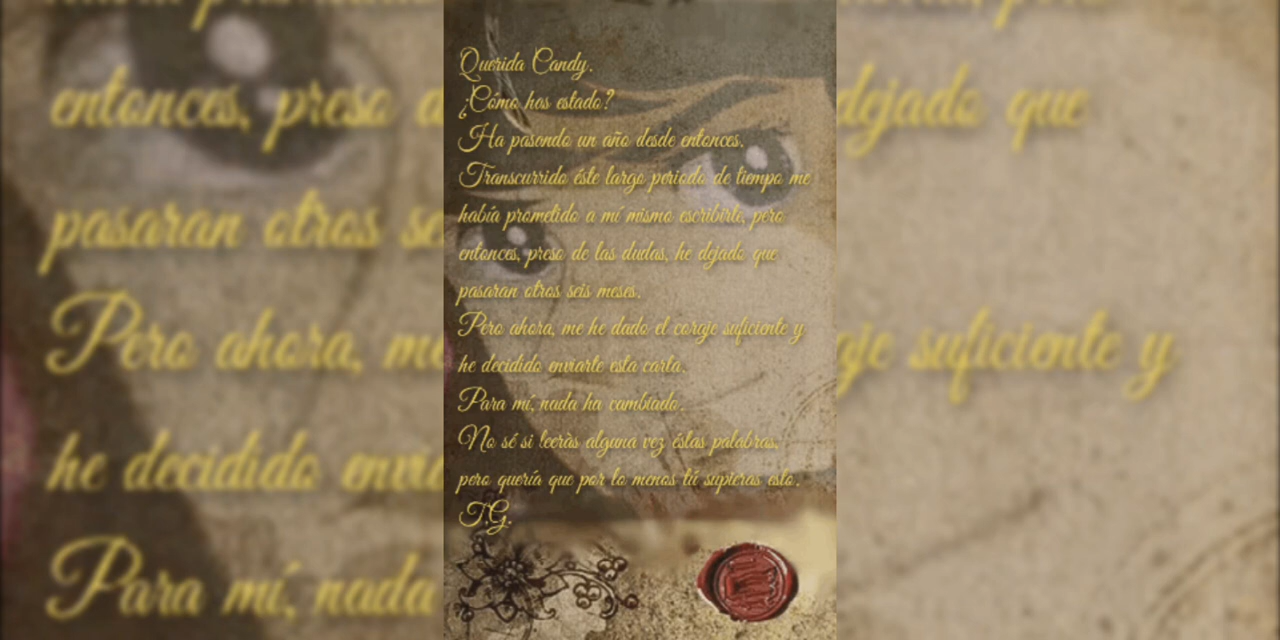 Querida Candy.
¿Cómo has estado?
Ha pasando un año desde entonces.
Transcurrido éste largo periodo de tiempo me
había prometido a mí mismo escribirte, pero
entonces, preso de las dudas, he dejado que
pasaran otros seis meses.
Pero ahora, me he dado el coraje suficiente y
he decidido enviarte esta carta.
Para mí, nada ha cambiado.
No sé si leeràs alguna vez éstas palabras,
pero quería que por lo menos tú supieras esto.
T.G.